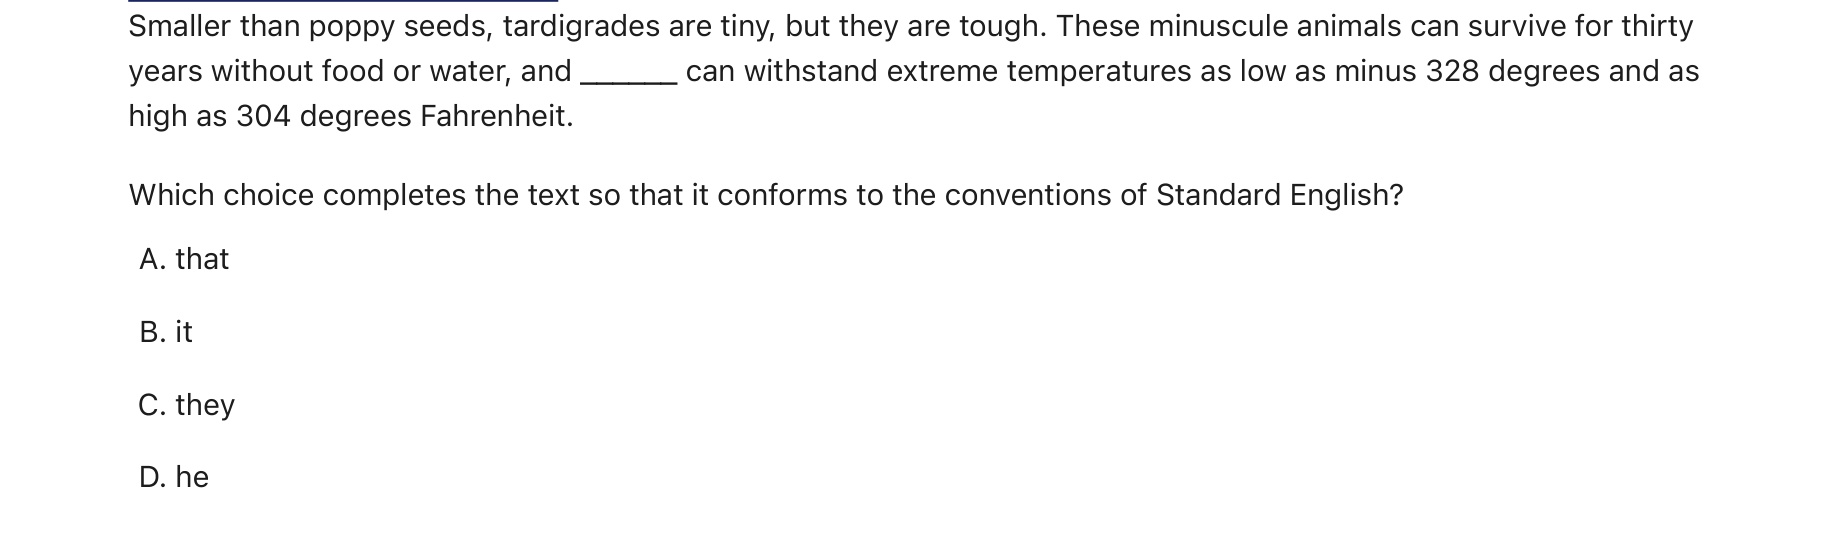 Smaller than poppy seeds, tardigrades are tiny, but they are tough. These minuscule animals can survive for thirty
years without food or water, and ______ can withstand extreme temperatures as low as minus 328 degrees and as
high as 304 degrees Fahrenheit.
Which choice completes the text so that it conforms to the conventions of Standard English?
A. that
B. it
C. they
D. he